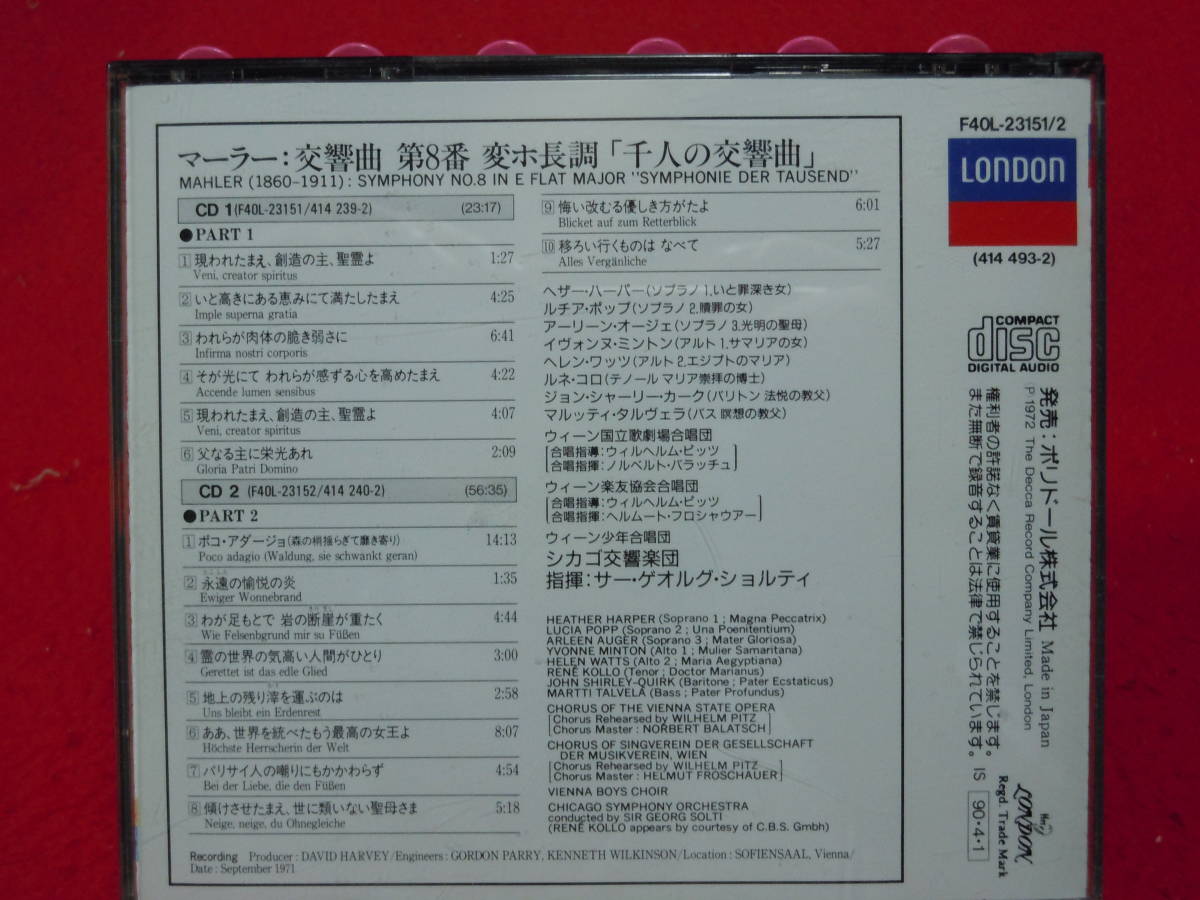 マーラー：交響曲 第8番 変ホ長調「千人の交響曲」
MAHLER (1860-1911) : SYMPHONY NO.8 IN E FLAT MAJOR "SYMPHONIE DER TAUSEND"
CD 1 (F40L-23151/414 239-2) (23:17)
●PART 1
1 現われたまえ、創造の主、聖霊よ 1:27
Veni, creator spiritus
2 いと高きにある恵みにて満たしたまえ 4:25
Imple superna gratia
3 われらが肉体の脆き弱さに 6:41
Infirma nostri corporis
4 そが光にて われらが感ずる心を高めたまえ 4:22
Accende lumen sensibus
5 現われたまえ、創造の主、聖霊よ 4:07
Veni, creator spiritus
6 父なる主に栄光あれ 2:09
Gloria Patri Domino
CD 2 (F40L-23152/414 240-2) (56:35)
●PART 2
1 ポコ・アダージョ(森の梢揺らぎて靡き寄り) 14:13
Poco adagio (Waldung, sie schwankt geran)
2 永遠の愉悦の炎 1:35
Ewiger Wonnebrand
3 わが足もとで 岩の断崖が重たく 4:44
Wie Felsenbgrund mir su Füßen
4 霊の世界の気高い人間がひとり 3:00
Gerettet ist das edle Glied
5 地上の残り滓を運ぶのは 2:58
Uns bleibt ein Erdenrest
6 ああ、世界を統べたもう最高の女王よ 8:07
Höchste Herrscherin der Welt
7 パリサイ人の嘲りにもかかわらず 4:54
Bei der Liebe, die den Füßen
8 傾けさせたまえ、世に類いない聖母さま 5:18
Neige, neige, du Ohnegleiche
9 悔い改むる優しき方がたよ 6:01
Blicket auf zum Retterblick
10 移ろい行くものは なべて 5:27
Alles Vergänliche
ヘザー・ハーパー(ソプラノ 1.いと罪深き女)
ルチア・ポップ(ソプラノ 2.贖罪の女)
アーリーン・オージェ(ソプラノ 3.光明の聖母)
イヴォンヌ・ミントン(アルト 1.サマリアの女)
ヘレン・ワッツ(アルト 2.エジプトのマリア)
ルネ・コロ(テノール マリア崇拝の博士)
ジョン・シャーリー・カーク(バリトン 法悦の教父)
マルッティ・タルヴェラ(バス 瞑想の教父)
ウィーン国立歌劇場合唱団
[合唱指導：ウィルヘルム・ピッツ
合唱指揮：ノルベルト・バラッチュ]
ウィーン楽友協会合唱団
[合唱指導：ウィルヘルム・ピッツ
合唱指揮：ヘルムート・フロシャウアー]
ウィーン少年合唱団
シカゴ交響楽団
指揮：サー・ゲオルグ・ショルティ
HEATHER HARPER (Soprano 1 ; Magna Peccatrix)
LUCIA POPP (Soprano 2 ; Una Poenitentium)
ARLEEN AUGER (Soprano 3 ; Mater Gloriosa)
YVONNE MINTON (Alto 1 ; Mulier Samaritana)
HELEN WATTS (Alto 2 ; Maria Aegyptiana)
RENÉ KOLLO (Tenor ; Doctor Marianus)
JOHN SHIRLEY-QUIRK (Baritone ; Pater Ecstaticus)
MARTTI TALVELA (Bass ; Pater Profundus)
CHORUS OF THE VIENNA STATE OPERA
[Chorus Rehearsed by WILHELM PITZ
Chorus Master : NORBERT BALATSCH]
CHORUS OF SINGVEREIN DER GESELLSCHAFT
DER MUSIKVEREIN, WIEN
[Chorus Rehearsed by WILHELM PITZ
Chorus Master : HELMUT FROSCHAUER]
VIENNA BOYS CHOIR
CHICAGO SYMPHONY ORCHESTRA
conducted by SIR GEORG SOLTI
(RENÉ KOLLO appears by courtesy of C.B.S. Gmbh)
Recording Producer : DAVID HARVEY/Engineers : GORDON PARRY, KENNETH WILKINSON/Location : SOFIENSAAL, Vienna/
Date : September 1971
F40L-23151/2
LONDON
(414 493-2)
COMPACT
disc
DIGITAL AUDIO
発売：ポリドール株式会社 Made in Japan
Ⓟ 1972 The Decca Record Company Limited, London
権利者の許諾なく賃貸業に使用することを禁じます。
また無断で録音することは法律で禁じられています。 IS 90・4・1
LONDON
Regd. Trade Mark